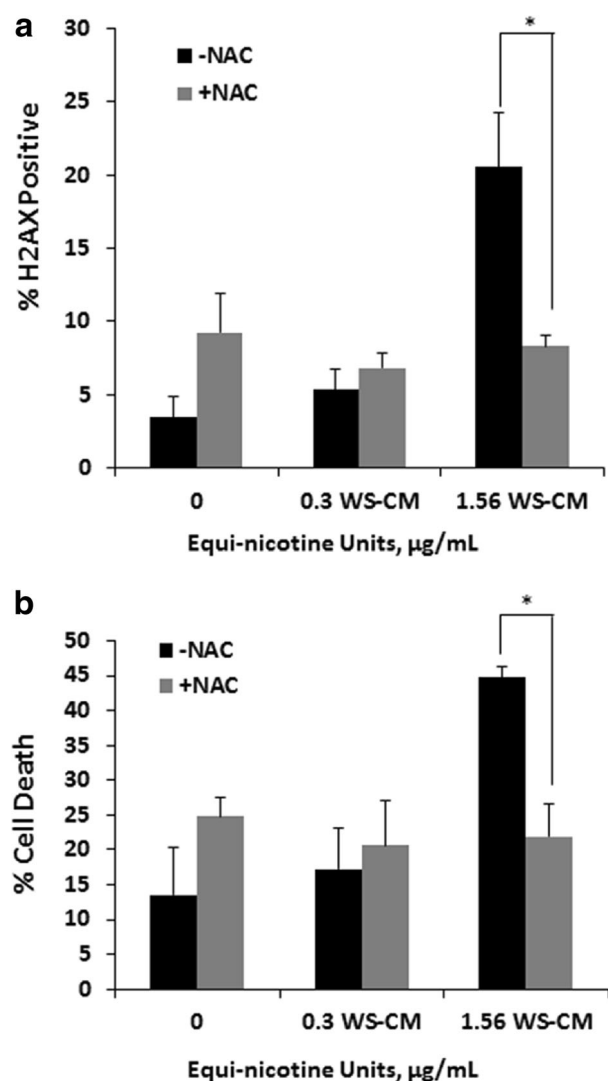 a
30
25
20
15
10
5
0
% H2AX Positive
-NAC
+NAC
*
0 0.3 WS-CM 1.56 WS-CM
Equi-nicotine Units, µg/mL
b
50
45
40
35
30
25
20
15
10
5
0
% Cell Death
-NAC
+NAC
*
0 0.3 WS-CM 1.56 WS-CM
Equi-nicotine Units, µg/mL